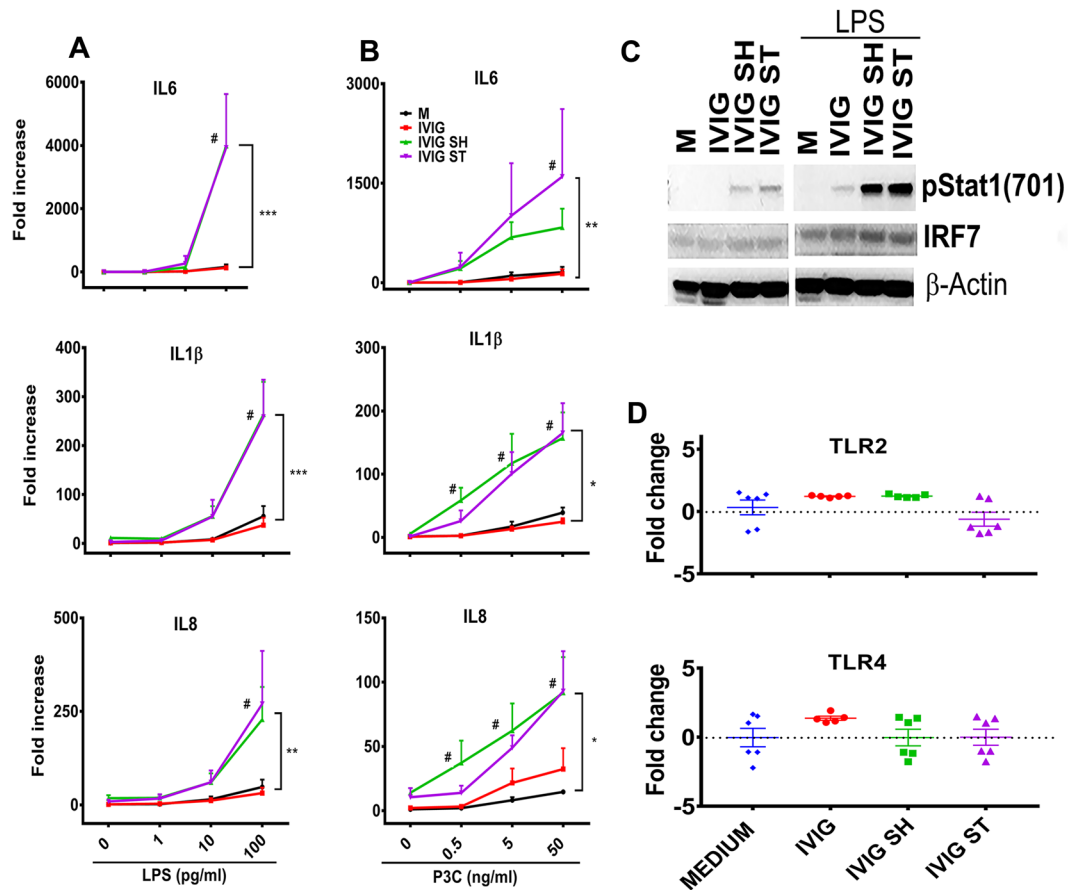 A
IL6
Fold increase
6000
4000
2000
0
#
***
IL1β
Fold increase
400
300
200
100
0
#
***
IL8
Fold increase
500
250
0
#
**
0
1
10
100
LPS (pg/ml)
B
IL6
3000
1500
0
M
IVIG
IVIG SH
IVIG ST
#
**
IL1β
300
200
100
0
#
#
#
*
IL8
150
100
50
0
#
#
#
*
0
0.5
5
50
P3C (ng/ml)
C
LPS
M
IVIG
IVIG SH
IVIG ST
M
IVIG
IVIG SH
IVIG ST
pStat1(701)
IRF7
β-Actin
D
TLR2
Fold change
5
0
-5
TLR4
Fold change
5
0
-5
MEDIUM
IVIG
IVIG SH
IVIG ST